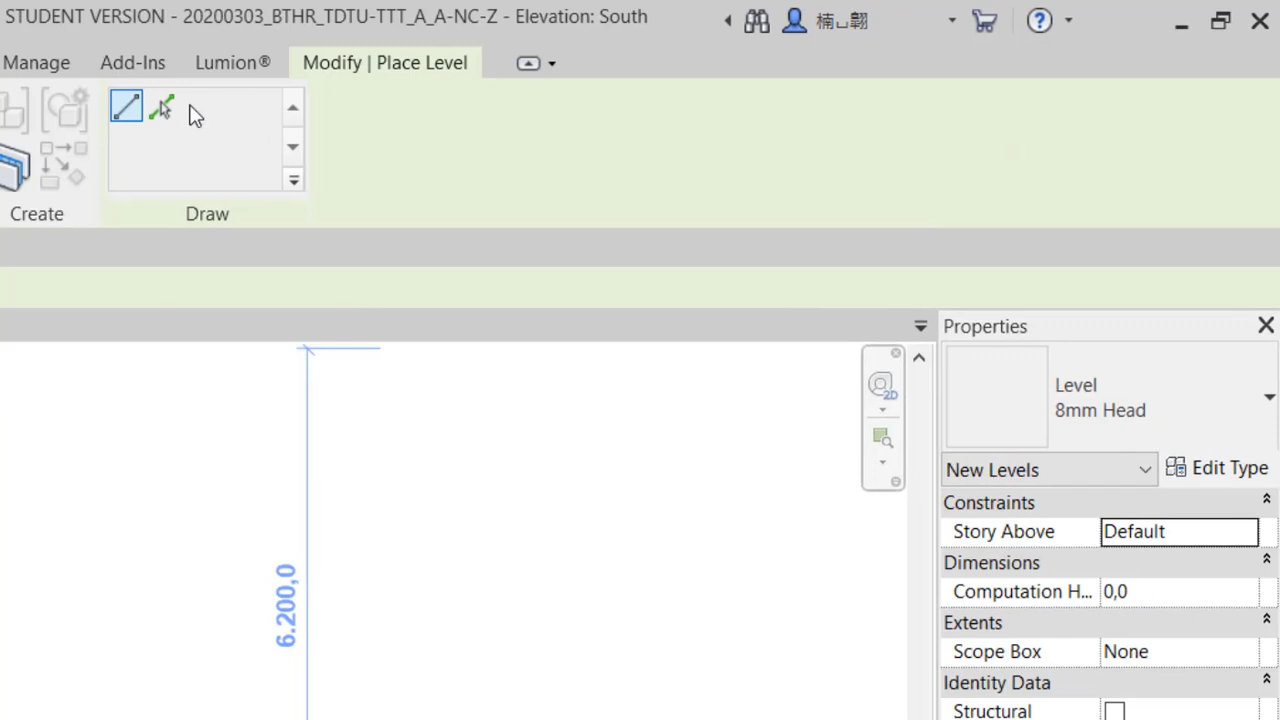 STUDENT VERSION - 20200303_BTHR_TDTU-TTT_A_A-NC-Z - Elevation: South
Manage Add-Ins Lumion® Modify | Place Level
Create Draw
Properties
Level
8mm Head
2D
New Levels Edit Type
Constraints
Story Above Default
Dimensions
Computation H... 0,0
Extents
Scope Box None
Identity Data
Structural
6.200,0